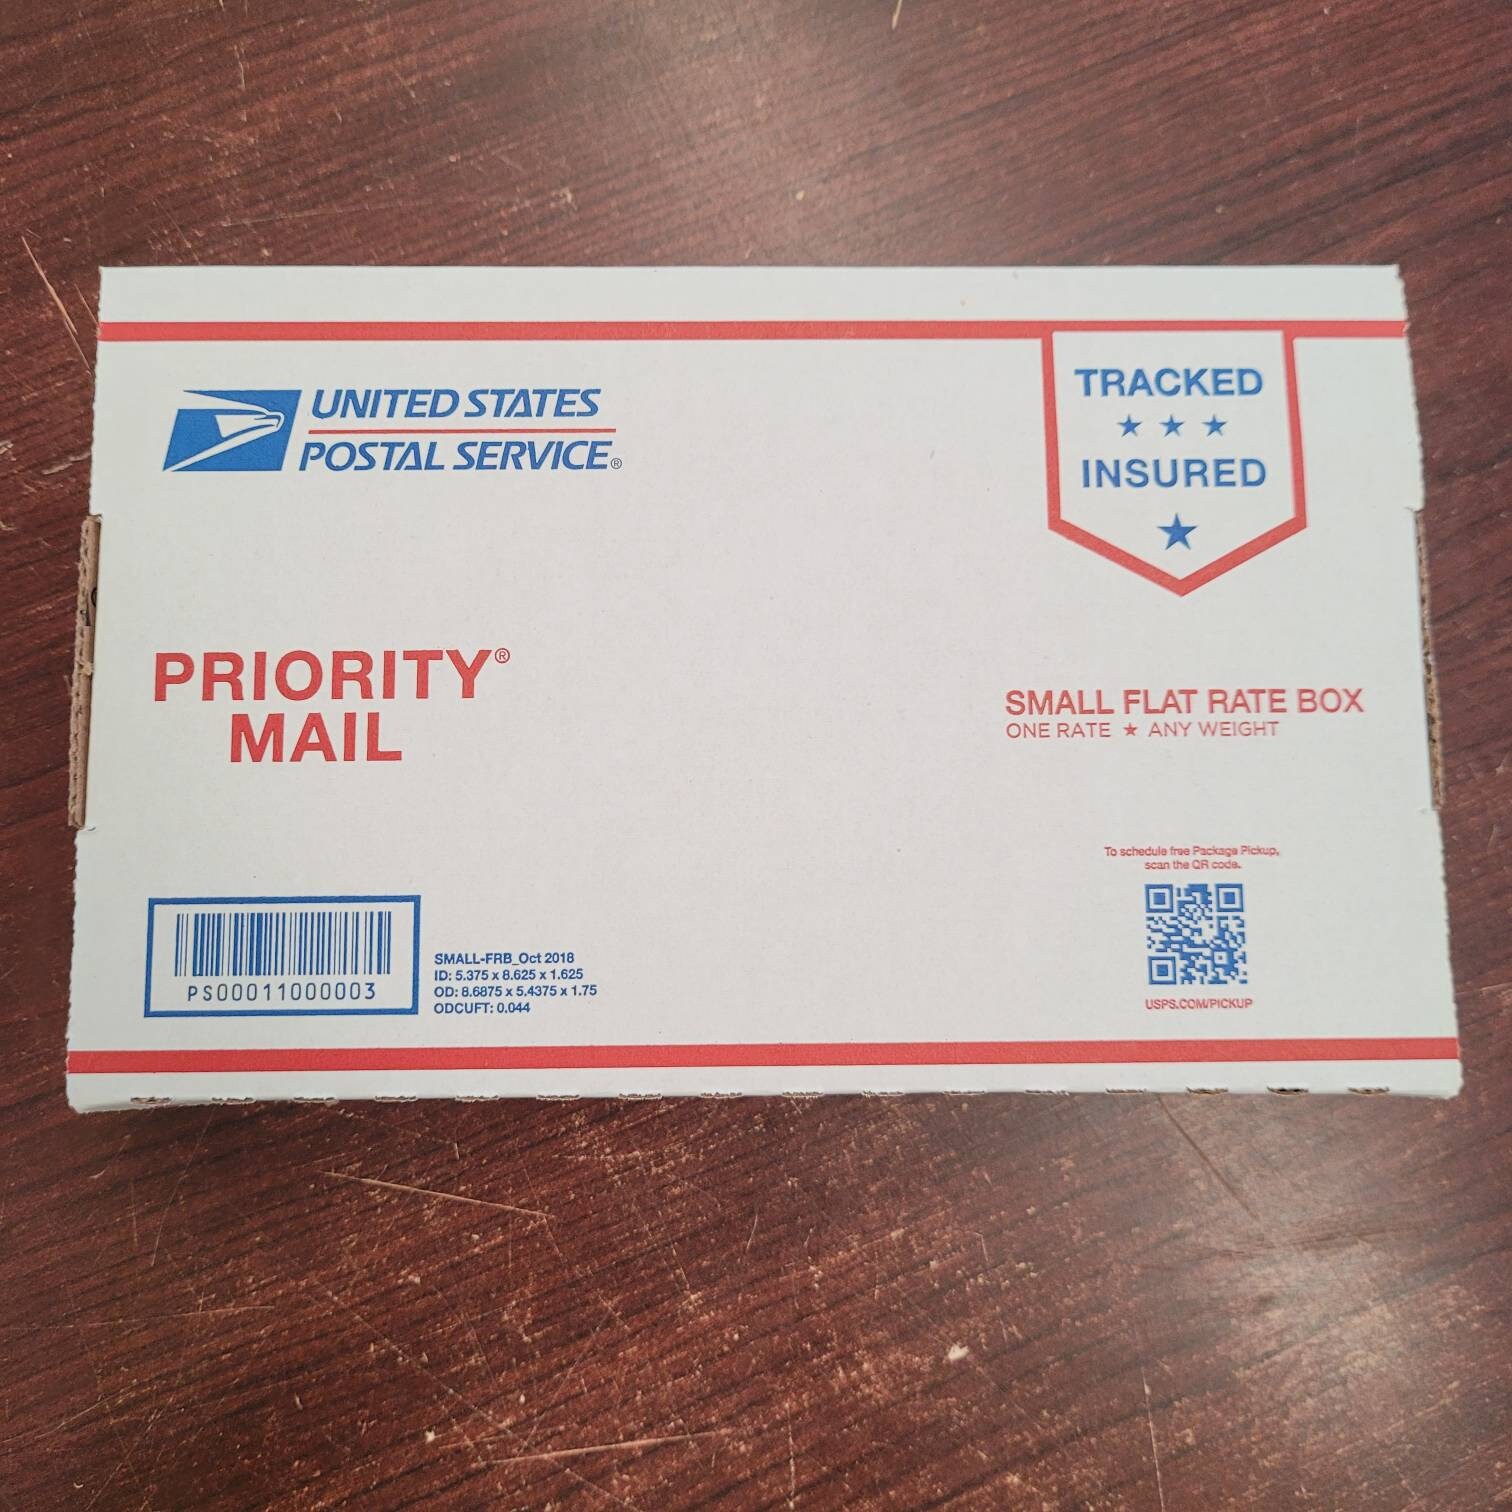 UNITED STATES
POSTAL SERVICE®
TRACKED
★ ★ ★
INSURED
★
PRIORITY®
MAIL
SMALL FLAT RATE BOX
ONE RATE ★ ANY WEIGHT
To schedule free Package Pickup,
scan the QR code.
USPS.COM/PICKUP
PS00011000003
SMALL-FRB_Oct 2018
ID: 5.375 x 8.625 x 1.625
OD: 8.6875 x 5.4375 x 1.75
ODCUFT: 0.044